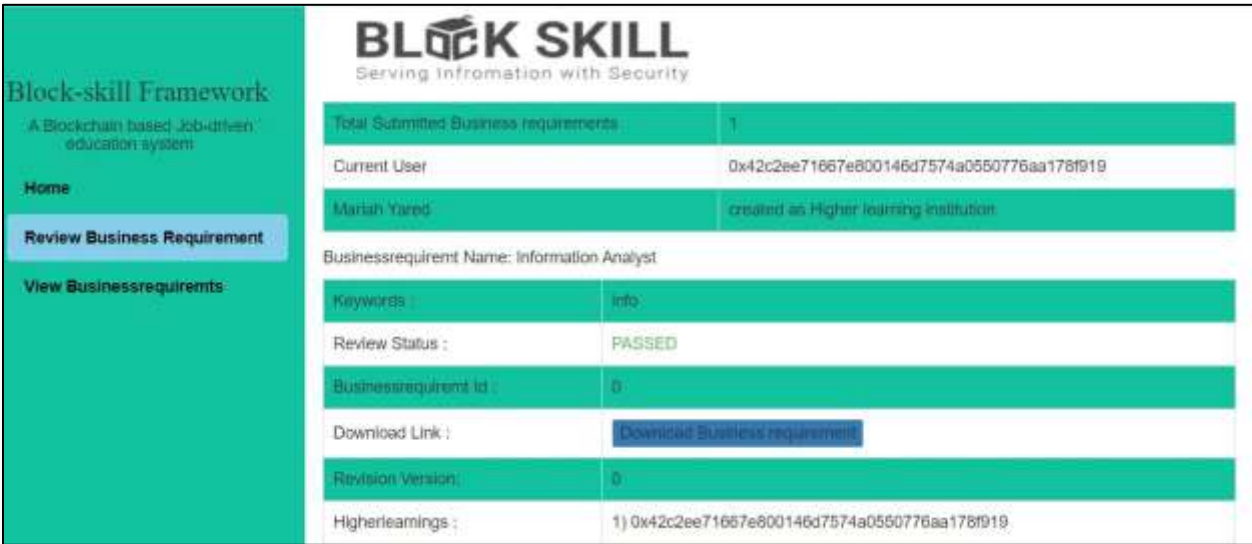 Block-skill Framework
A Blockchain based Job-driven
education system
Home
Review Business Requirement
View Businessrequiremts
BLOCK SKILL
Serving Infromation with Security
Total Submitted Business requirements 1
Current User 0x42c2ee71667e800146d7574a0550776aa178f919
Mariah Yared created as Higher learning institution
Businessrequiremt Name: Information Analyst
Keywords : info
Review Status : PASSED
Businessrequiremt Id : 0
Download Link : Download Business requirement
Revision Version: 0
Higherlearnings : 1) 0x42c2ee71667e800146d7574a0550776aa178f919